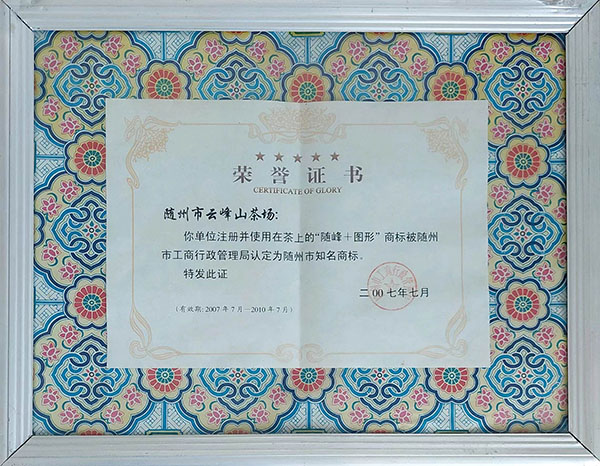 荣誉证书
CERTIFICATE OF GLORY
随州市云峰山茶场:
你单位注册并使用在茶上的“随峰＋图形”商标被随州
市工商行政管理局认定为随州市知名商标。
特发此证
二00七年七月
(有效期:2007年7月—2010年7月)